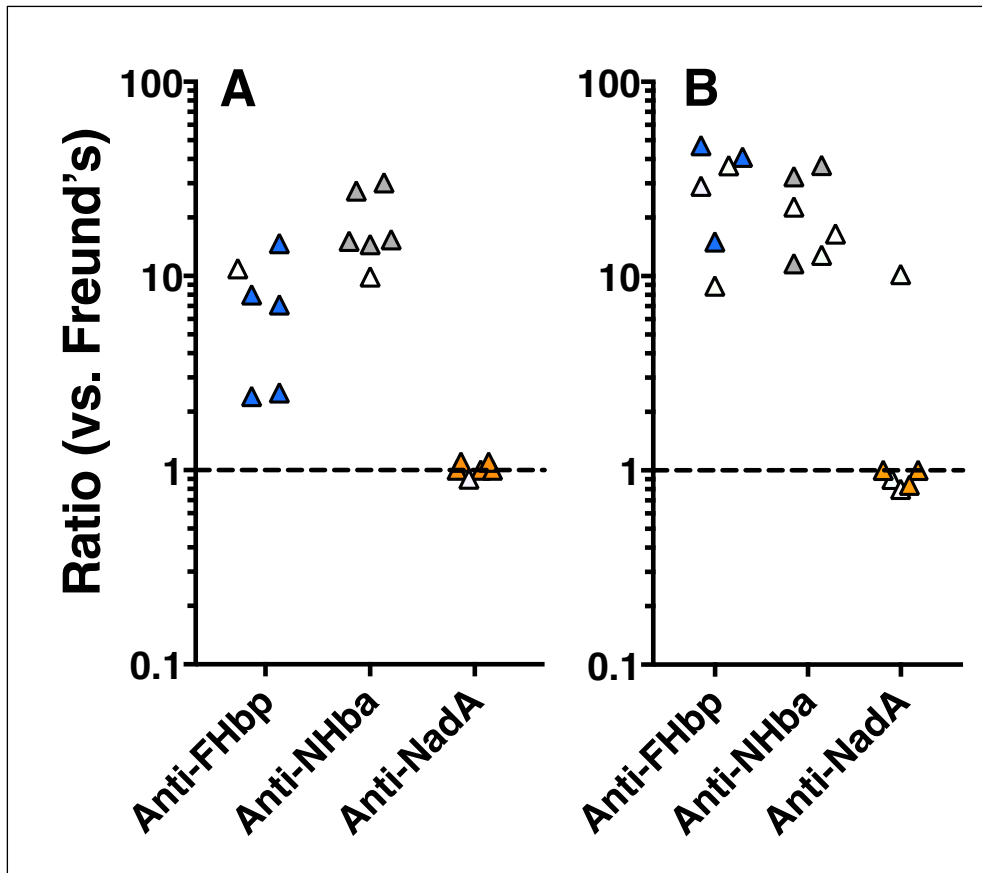 A
B
Ratio (vs. Freund's)
100
10
1
0.1
100
10
1
0.1
Anti-FHbp
Anti-NHba
Anti-NadA
Anti-FHbp
Anti-NHba
Anti-NadA